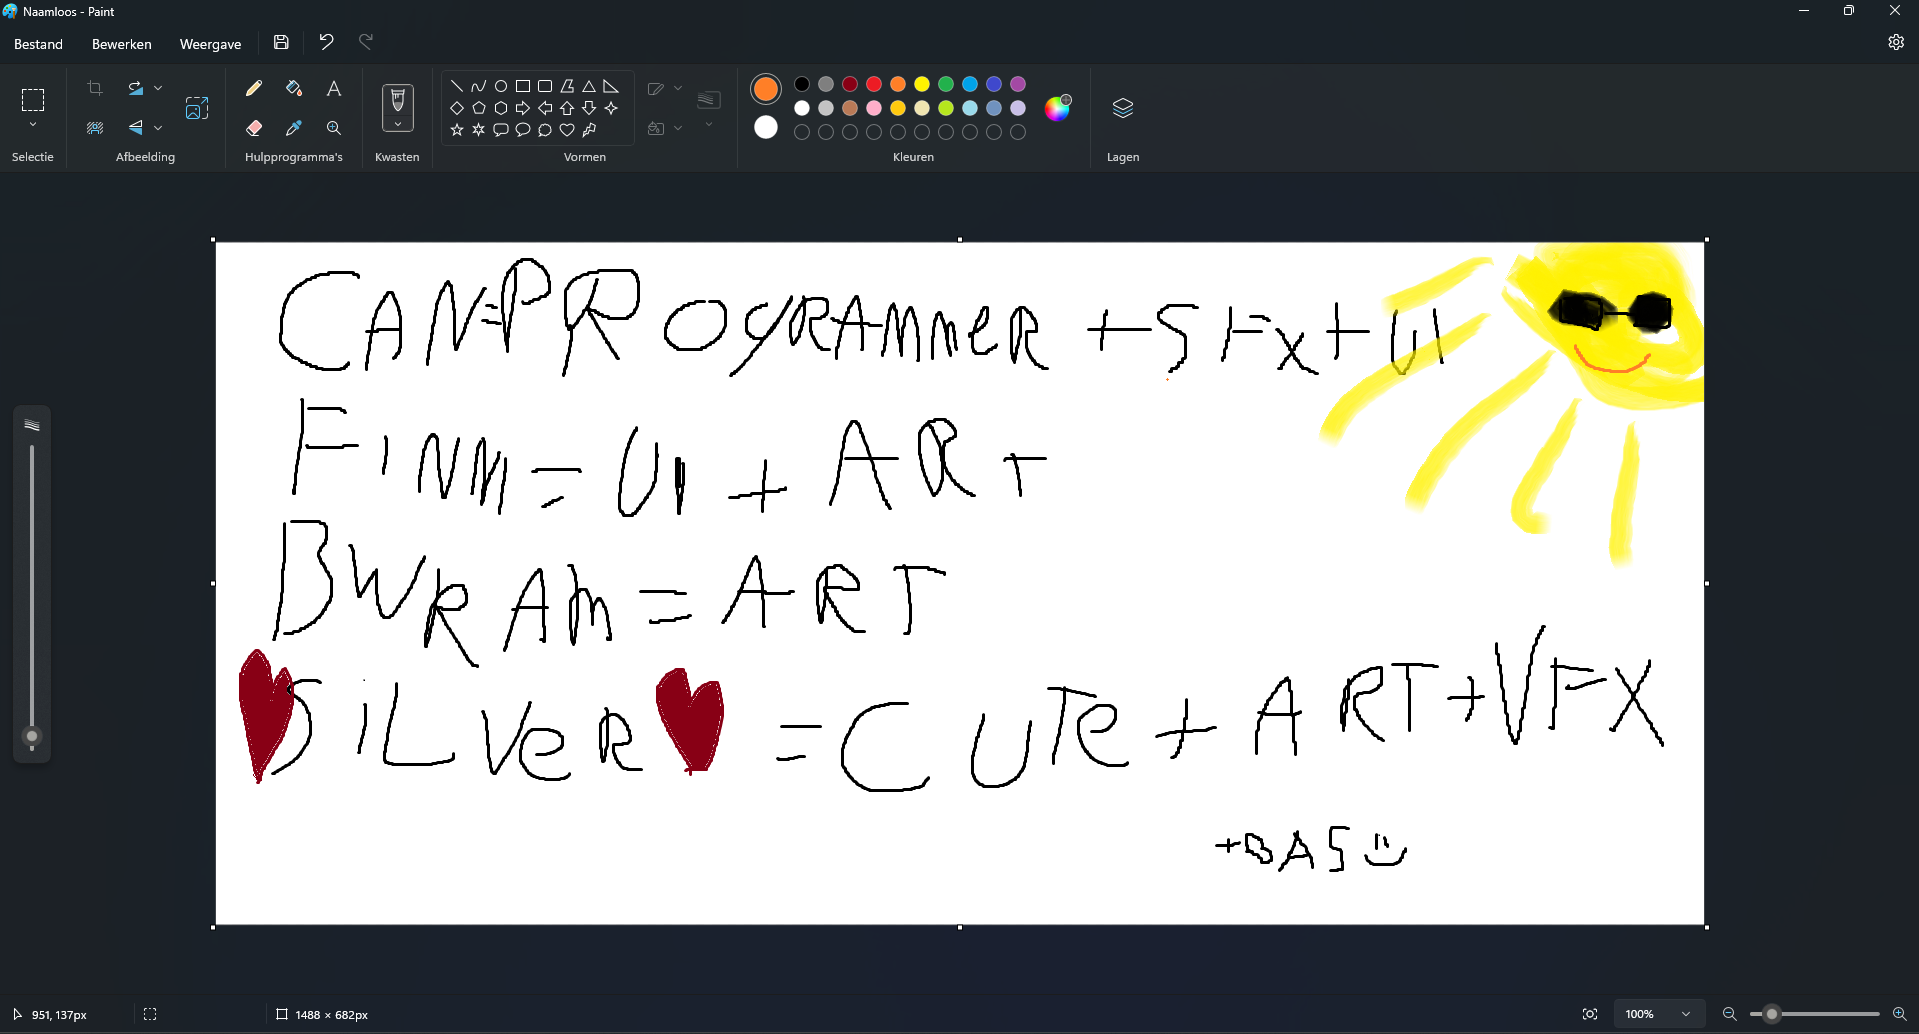 Naamloos - Paint
Bestand Bewerken Weergave
Selectie Afbeelding Hulpprogramma's Kwasten Vormen Kleuren Lagen
CAN=PROGRAMMER + SFX + UI
FINN = UI + ART
BWRAM = ART
SILVER = CUTE + ART + VFX
+BAS
951, 137px 1488 × 682px 100%